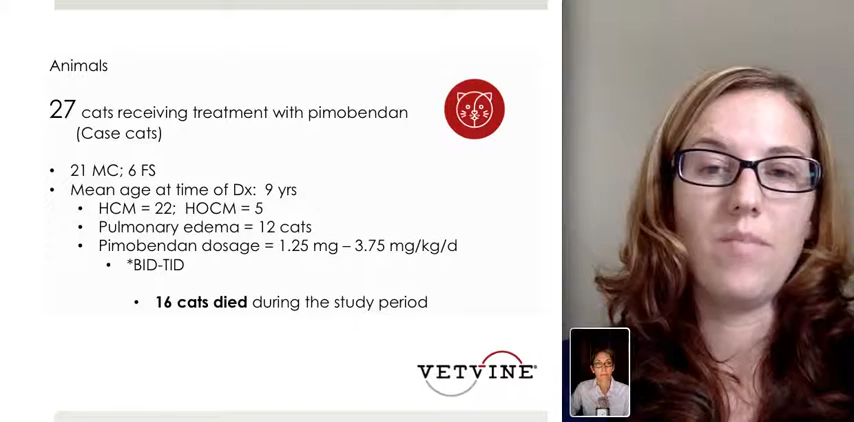 Animals
27 cats receiving treatment with pimobendan
(Case cats)
• 21 MC; 6 FS
• Mean age at time of Dx: 9 yrs
• HCM = 22; HOCM = 5
• Pulmonary edema = 12 cats
• Pimobendan dosage = 1.25 mg – 3.75 mg/kg/d
• *BID-TID
• 16 cats died during the study period
VETVINE®